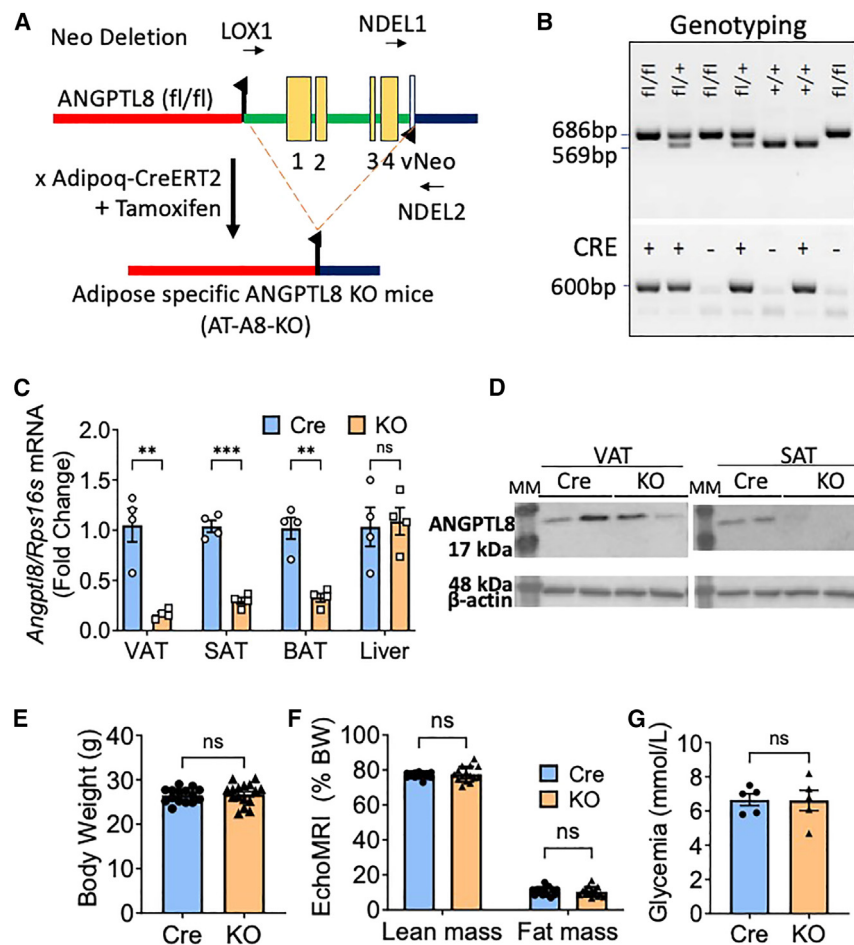 A
Neo Deletion
LOX1
NDEL1
ANGPTL8 (fl/fl)
1 2 3 4 vNeo
x Adipoq-CreERT2
+ Tamoxifen
NDEL2
Adipose specific ANGPTL8 KO mice
(AT-A8-KO)
B
Genotyping
fl/fl fl/+ fl/fl fl/+ +/+ +/+ fl/fl
686bp
569bp
CRE + + - + - + -
600bp
C
Angptl8/Rps16s mRNA
(Fold Change)
Cre KO
2.0
1.5
1.0
0.5
0.0
** *** ** ns
VAT SAT BAT Liver
D
VAT SAT
MM Cre KO MM Cre KO
ANGPTL8
17 kDa
48 kDa
β-actin
E
Body Weight (g)
40
30
20
10
0
ns
Cre KO
F
EchoMRI (% BW)
100
80
60
40
20
0
ns
ns
Cre
KO
Lean mass Fat mass
G
Glycemia (mmol/L)
10
8
6
4
2
0
ns
Cre KO